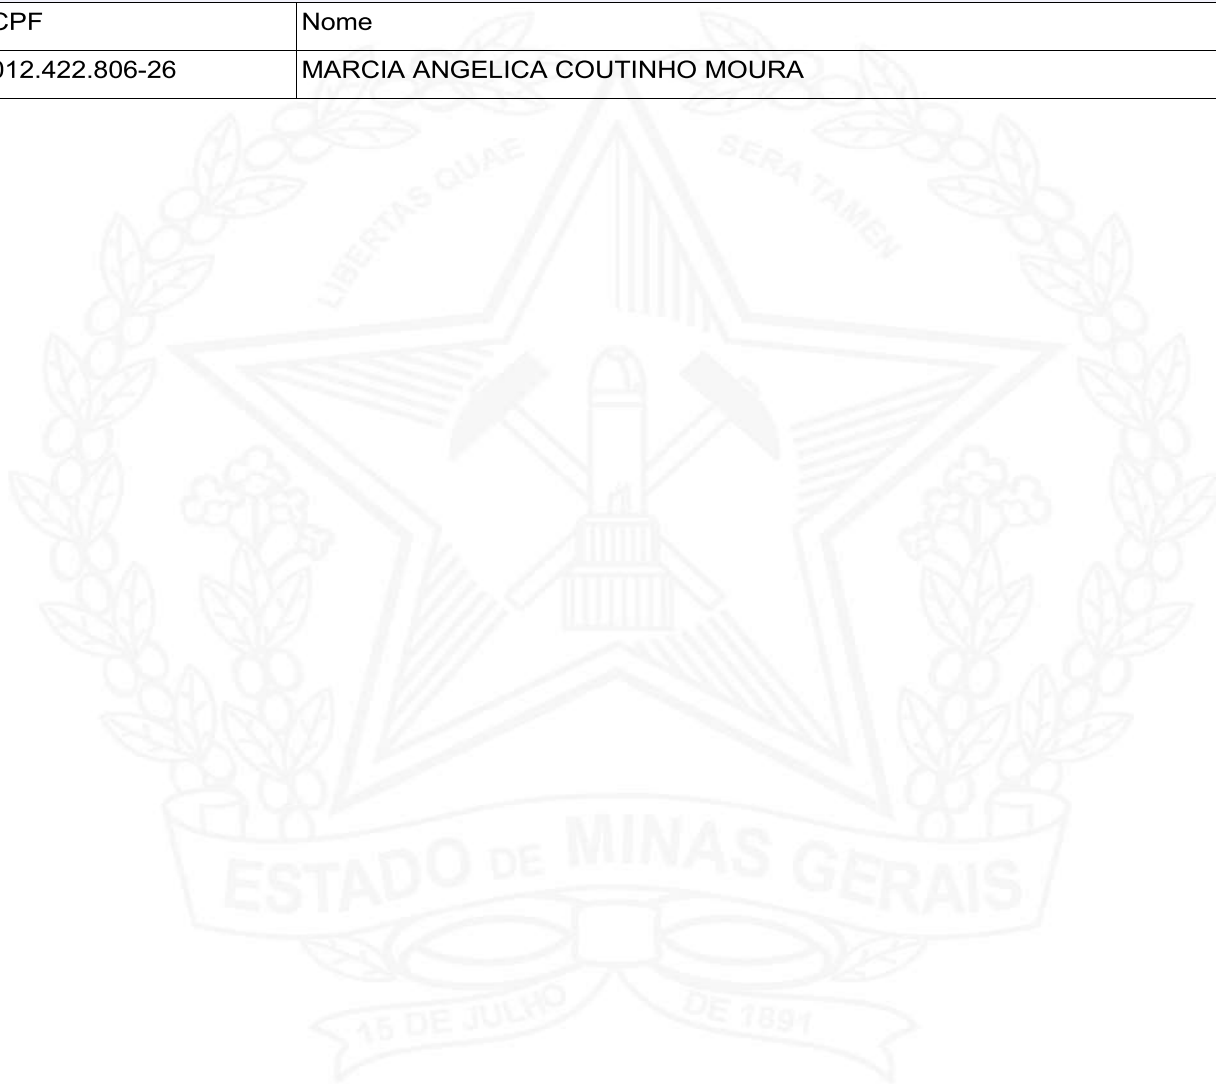 CPF Nome
012.422.806-26 MARCIA ANGELICA COUTINHO MOURA
LIBERTAS QUAE SERA TAMEN
ESTADO DE MINAS GERAIS
15 DE JULHO DE 1891